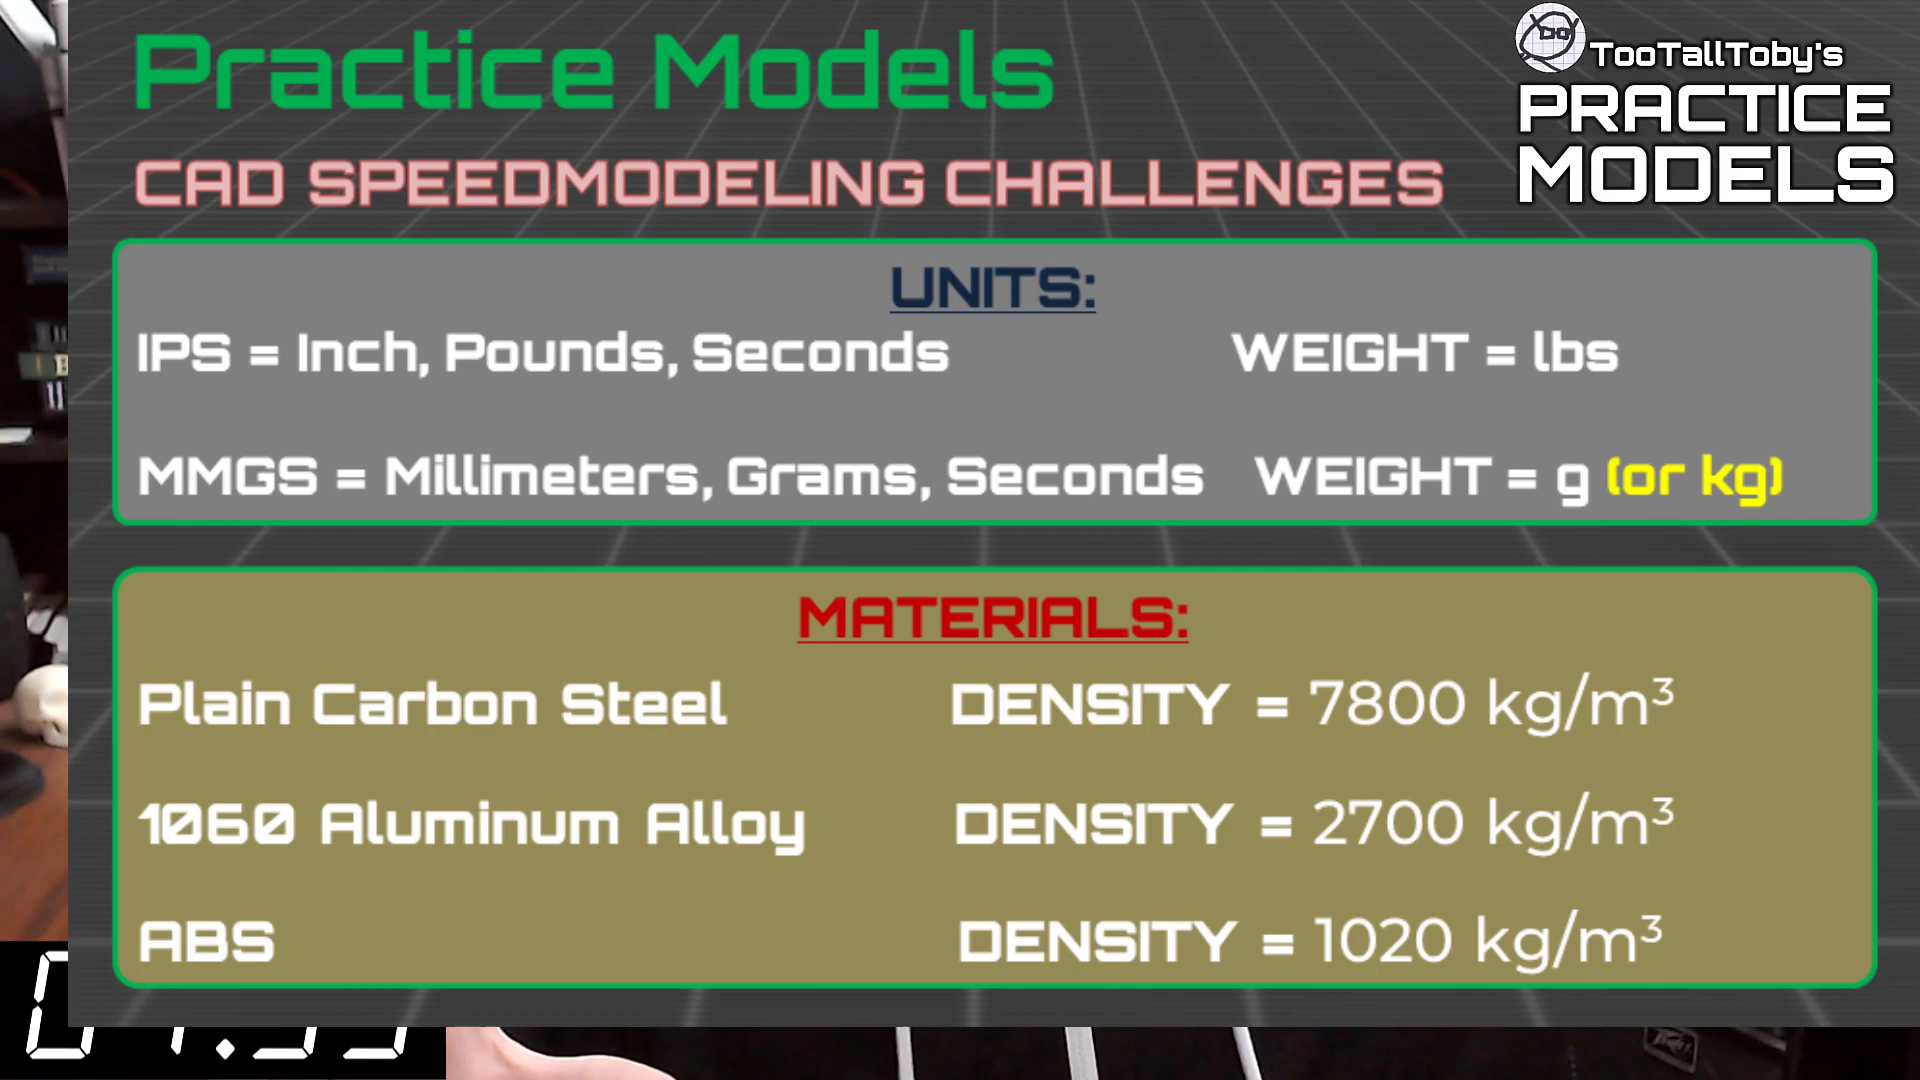 Practice Models
TooTallToby's
PRACTICE
MODELS
CAD SPEEDMODELING CHALLENGES
UNITS:
IPS = Inch, Pounds, Seconds WEIGHT = lbs
MMGS = Millimeters, Grams, Seconds WEIGHT = g (or kg)
MATERIALS:
Plain Carbon Steel DENSITY = 7800 kg/m³
1060 Aluminum Alloy DENSITY = 2700 kg/m³
ABS DENSITY = 1020 kg/m³